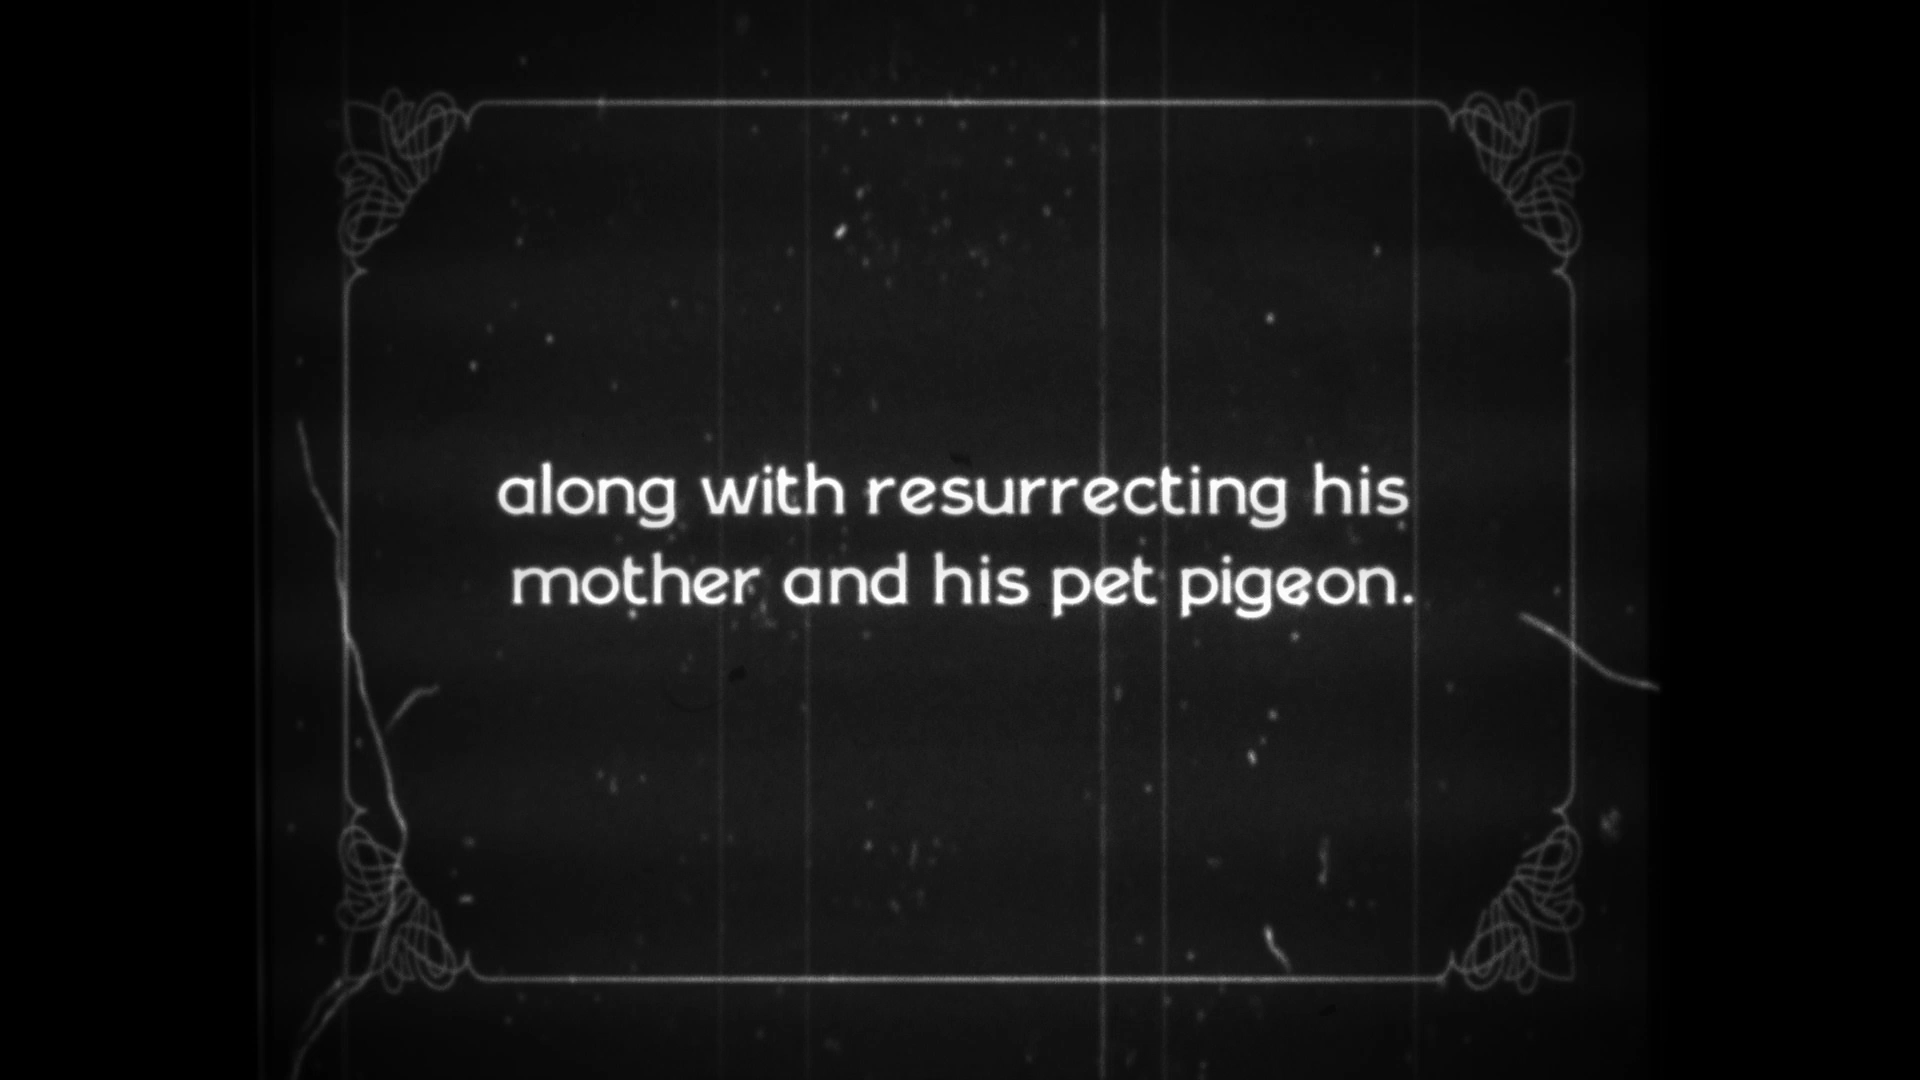 along with resurrecting his
mother and his pet pigeon.